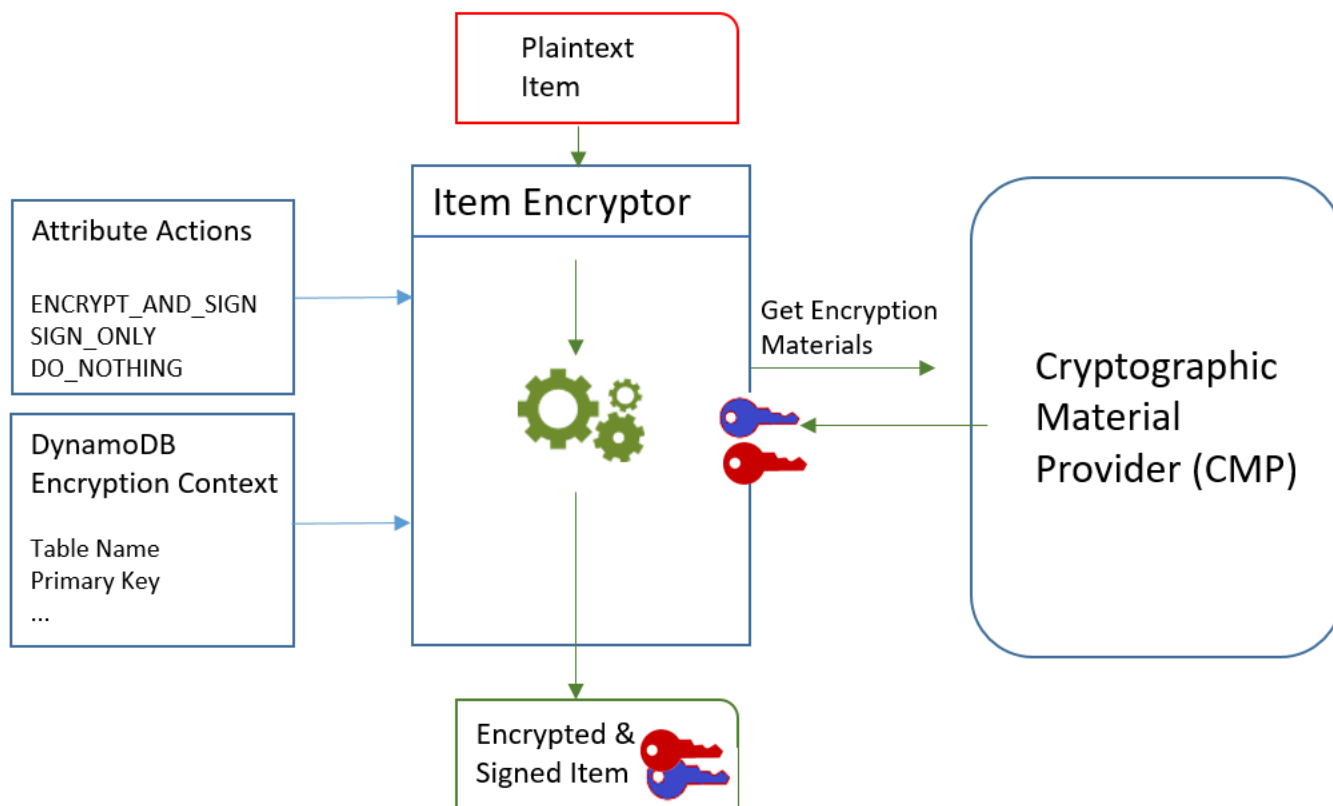 Plaintext
Item
Item Encryptor
Attribute Actions
ENCRYPT_AND_SIGN
SIGN_ONLY
DO_NOTHING
DynamoDB
Encryption Context
Table Name
Primary Key
...
Get Encryption
Materials
Cryptographic
Material
Provider (CMP)
Encrypted &
Signed Item